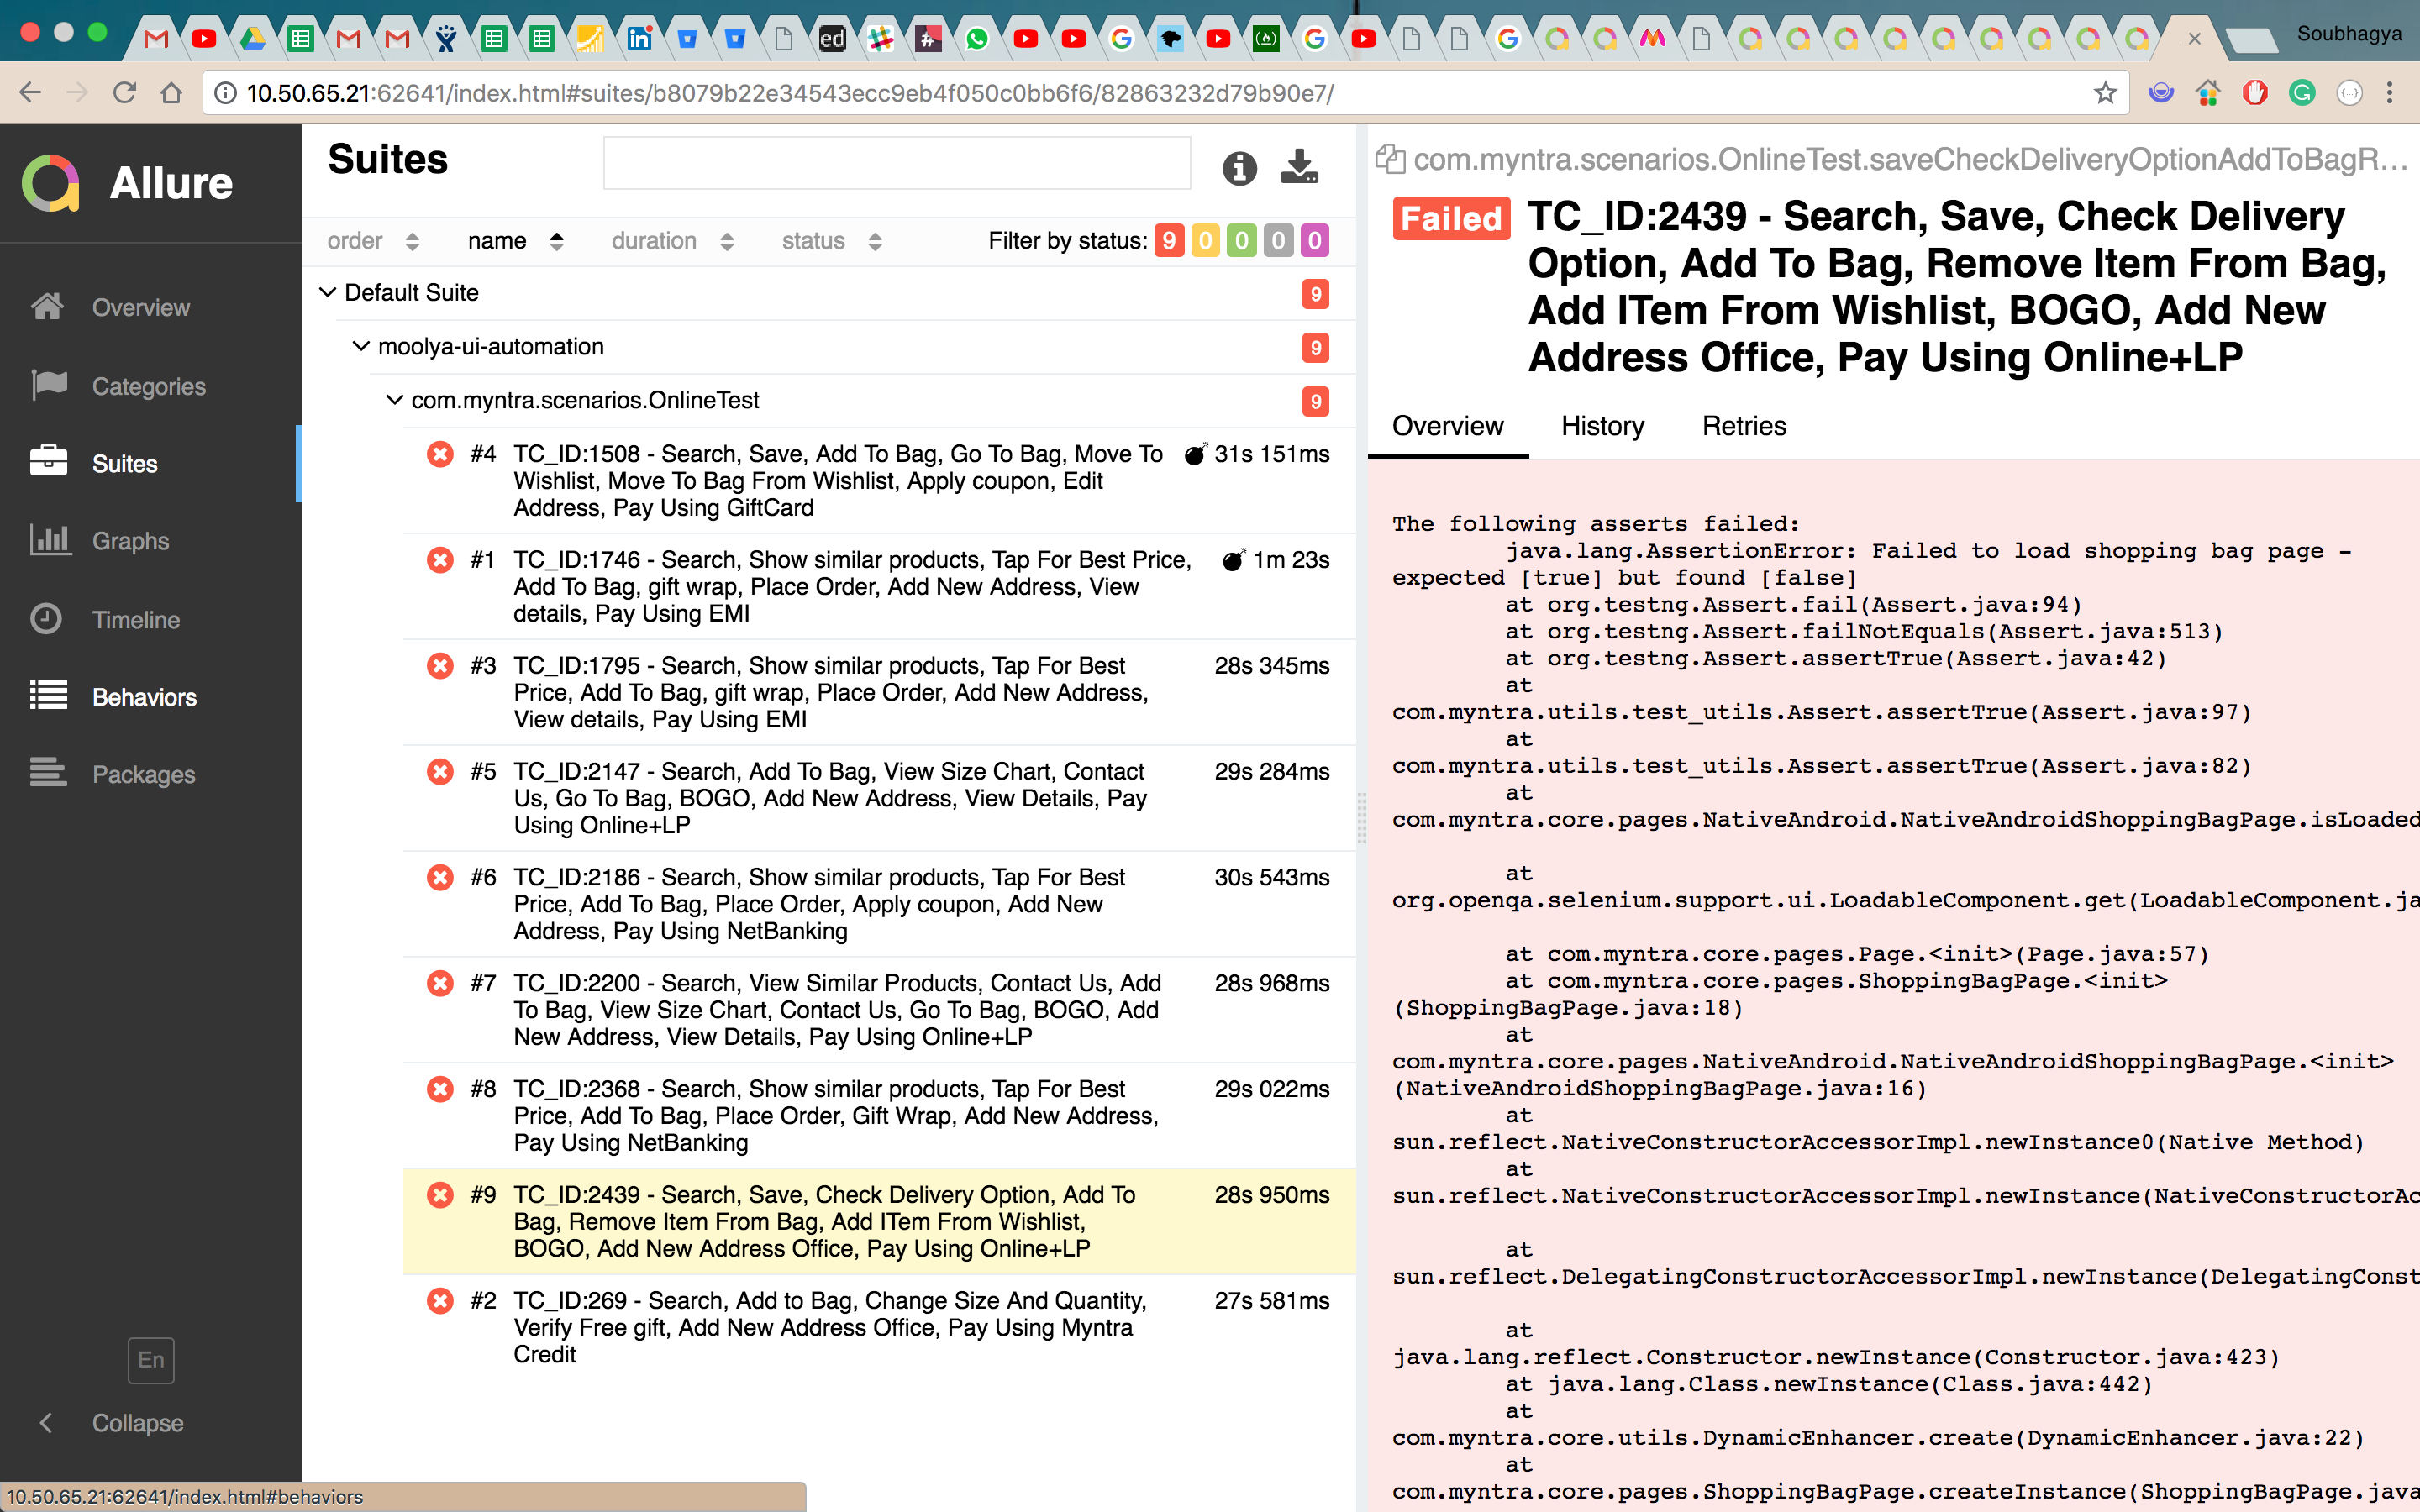 Soubhagya
10.50.65.21:62641/index.html#suites/b8079b22e34543ecc9eb4f050c0bb6f6/82863232d79b90e7/
Allure
Overview
Categories
Suites
Graphs
Timeline
Behaviors
Packages
En
Collapse
10.50.65.21:62641/index.html#behaviors
Suites
order name duration status Filter by status: 9 0 0 0 0
Default Suite 9
moolya-ui-automation 9
com.myntra.scenarios.OnlineTest 9
#4 TC_ID:1508 - Search, Save, Add To Bag, Go To Bag, Move To 31s 151ms
Wishlist, Move To Bag From Wishlist, Apply coupon, Edit
Address, Pay Using GiftCard
#1 TC_ID:1746 - Search, Show similar products, Tap For Best Price, 1m 23s
Add To Bag, gift wrap, Place Order, Add New Address, View
details, Pay Using EMI
#3 TC_ID:1795 - Search, Show similar products, Tap For Best 28s 345ms
Price, Add To Bag, gift wrap, Place Order, Add New Address,
View details, Pay Using EMI
#5 TC_ID:2147 - Search, Add To Bag, View Size Chart, Contact 29s 284ms
Us, Go To Bag, BOGO, Add New Address, View Details, Pay
Using Online+LP
#6 TC_ID:2186 - Search, Show similar products, Tap For Best 30s 543ms
Price, Add To Bag, Place Order, Apply coupon, Add New
Address, Pay Using NetBanking
#7 TC_ID:2200 - Search, View Similar Products, Contact Us, Add 28s 968ms
To Bag, View Size Chart, Contact Us, Go To Bag, BOGO, Add
New Address, View Details, Pay Using Online+LP
#8 TC_ID:2368 - Search, Show similar products, Tap For Best 29s 022ms
Price, Add To Bag, Place Order, Gift Wrap, Add New Address,
Pay Using NetBanking
#9 TC_ID:2439 - Search, Save, Check Delivery Option, Add To 28s 950ms
Bag, Remove Item From Bag, Add ITem From Wishlist,
BOGO, Add New Address Office, Pay Using Online+LP
#2 TC_ID:269 - Search, Add to Bag, Change Size And Quantity, 27s 581ms
Verify Free gift, Add New Address Office, Pay Using Myntra
Credit
com.myntra.scenarios.OnlineTest.saveCheckDeliveryOptionAddToBagR...
Failed TC_ID:2439 - Search, Save, Check Delivery
Option, Add To Bag, Remove Item From Bag,
Add ITem From Wishlist, BOGO, Add New
Address Office, Pay Using Online+LP
Overview History Retries
The following asserts failed:
java.lang.AssertionError: Failed to load shopping bag page -
expected [true] but found [false]
at org.testng.Assert.fail(Assert.java:94)
at org.testng.Assert.failNotEquals(Assert.java:513)
at org.testng.Assert.assertTrue(Assert.java:42)
at
com.myntra.utils.test_utils.Assert.assertTrue(Assert.java:97)
at
com.myntra.utils.test_utils.Assert.assertTrue(Assert.java:82)
at
com.myntra.core.pages.NativeAndroid.NativeAndroidShoppingBagPage.isLoaded
at
org.openqa.selenium.support.ui.LoadableComponent.get(LoadableComponent.ja
at com.myntra.core.pages.Page.<init>(Page.java:57)
at com.myntra.core.pages.ShoppingBagPage.<init>
(ShoppingBagPage.java:18)
at
com.myntra.core.pages.NativeAndroid.NativeAndroidShoppingBagPage.<init>
(NativeAndroidShoppingBagPage.java:16)
at
sun.reflect.NativeConstructorAccessorImpl.newInstance0(Native Method)
at
sun.reflect.NativeConstructorAccessorImpl.newInstance(NativeConstructorAc
at
sun.reflect.DelegatingConstructorAccessorImpl.newInstance(DelegatingConst
at
java.lang.reflect.Constructor.newInstance(Constructor.java:423)
at java.lang.Class.newInstance(Class.java:442)
at
com.myntra.core.utils.DynamicEnhancer.create(DynamicEnhancer.java:22)
at
com.myntra.core.pages.ShoppingBagPage.createInstance(ShoppingBagPage.java